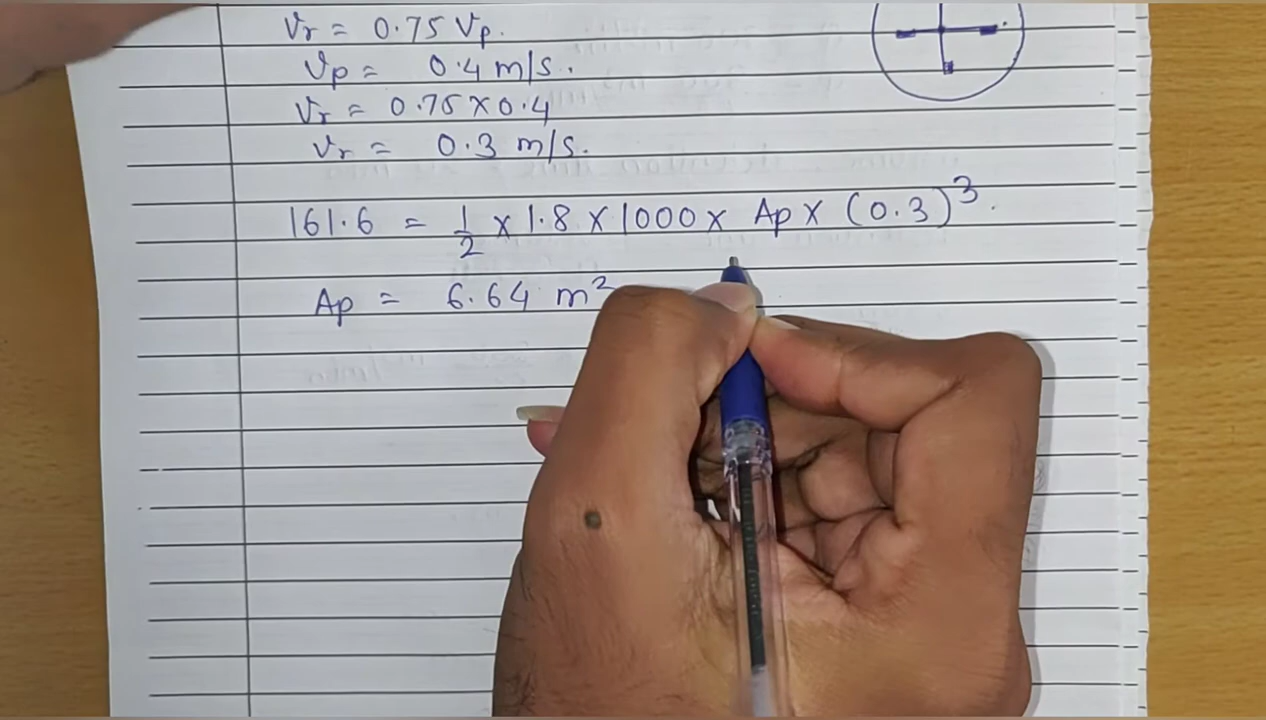 Vr = 0.75 Vp.
Vp = 0.4 m/s.
Vr = 0.75 x 0.4
Vr = 0.3 m/s.
161.6 = 1/2 x 1.8 x 1000 x Ap x (0.3)^3.
Ap = 6.64 m^2